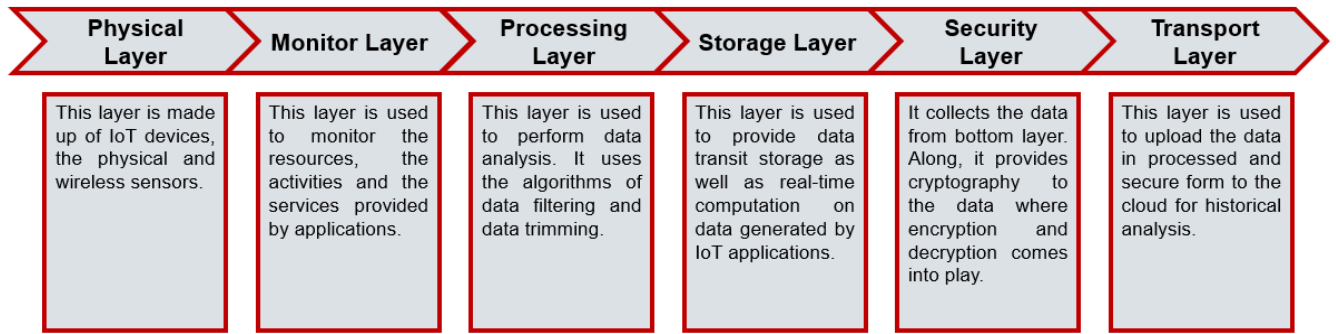 Physical
Layer
Monitor Layer
Processing
Layer
Storage Layer
Security
Layer
Transport
Layer
This layer is made
up of IoT devices,
the physical and
wireless sensors.
This layer is used
to monitor the
resources, the
activities and the
services provided
by applications.
This layer is used
to perform data
analysis. It uses
the algorithms of
data filtering and
data trimming.
This layer is used
to provide data
transit storage as
well as real-time
computation on
data generated by
IoT applications.
It collects the data
from bottom layer.
Along, it provides
cryptography to
the data where
encryption and
decryption comes
into play.
This layer is used
to upload the data
in processed and
secure form to the
cloud for historical
analysis.